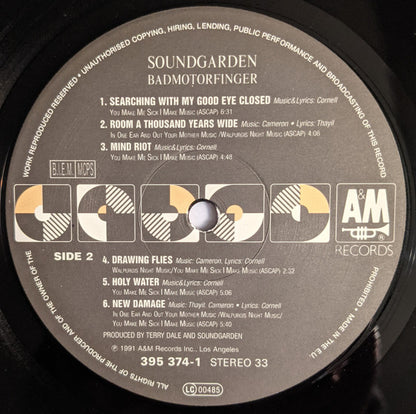 UNAUTHORISED COPYING, HIRING, LENDING, PUBLIC PERFORMANCE AND BROADCASTING OF THIS RECORD PROHIBITED. • MADE IN THE E.U.
ALL RIGHTS OF THE PRODUCER AND OF THE OWNER OF THE WORK REPRODUCED RESERVED •
SOUNDGARDEN
BADMOTORFINGER
1. SEARCHING WITH MY GOOD EYE CLOSED Music&Lyrics: Cornell
YOU MAKE ME SICK I MAKE MUSIC (ASCAP) 6:31
2. ROOM A THOUSAND YEARS WIDE Music: Cameron • Lyrics: Thayil
IN ONE EAR AND OUT YOUR MOTHER MUSIC/WALPURGIS NIGHT MUSIC (ASCAP) 4:06
3. MIND RIOT Music&Lyrics: Cornell
YOU MAKE ME SICK I MAKE MUSIC (ASCAP) 4:48
B.I.E.M. MCPS
A&M
RECORDS
SIDE 2
4. DRAWING FLIES Music: Cameron. Lyrics: Cornell
WALPURGIS NIGHT MUSIC/YOU MAKE ME SICK I MAKE MUSIC (ASCAP) 2:32
5. HOLY WATER Music&Lyrics: Cornell
YOU MAKE ME SICK I MAKE MUSIC (ASCAP) 5:06
6. NEW DAMAGE Music: Thayil. Cameron • Lyrics: Cornell
IN ONE EAR AND OUT YOUR MOTHER MUSIC/WALPURGIS NIGHT MUSIC/
YOU MAKE ME SICK I MAKE MUSIC (ASCAP) 5:40
PRODUCED BY TERRY DALE AND SOUNDGARDEN
℗ 1991 A&M Records Inc., Los Angeles
395 374-1 STEREO 33
LC 00485